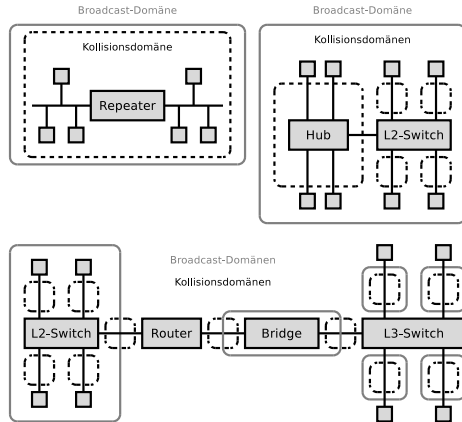 Broadcast-Domäne
Kollisionsdomäne
Repeater
Broadcast-Domäne
Kollisionsdomänen
Hub
L2-Switch
Broadcast-Domänen
Kollisionsdomänen
L2-Switch
Router
Bridge
L3-Switch